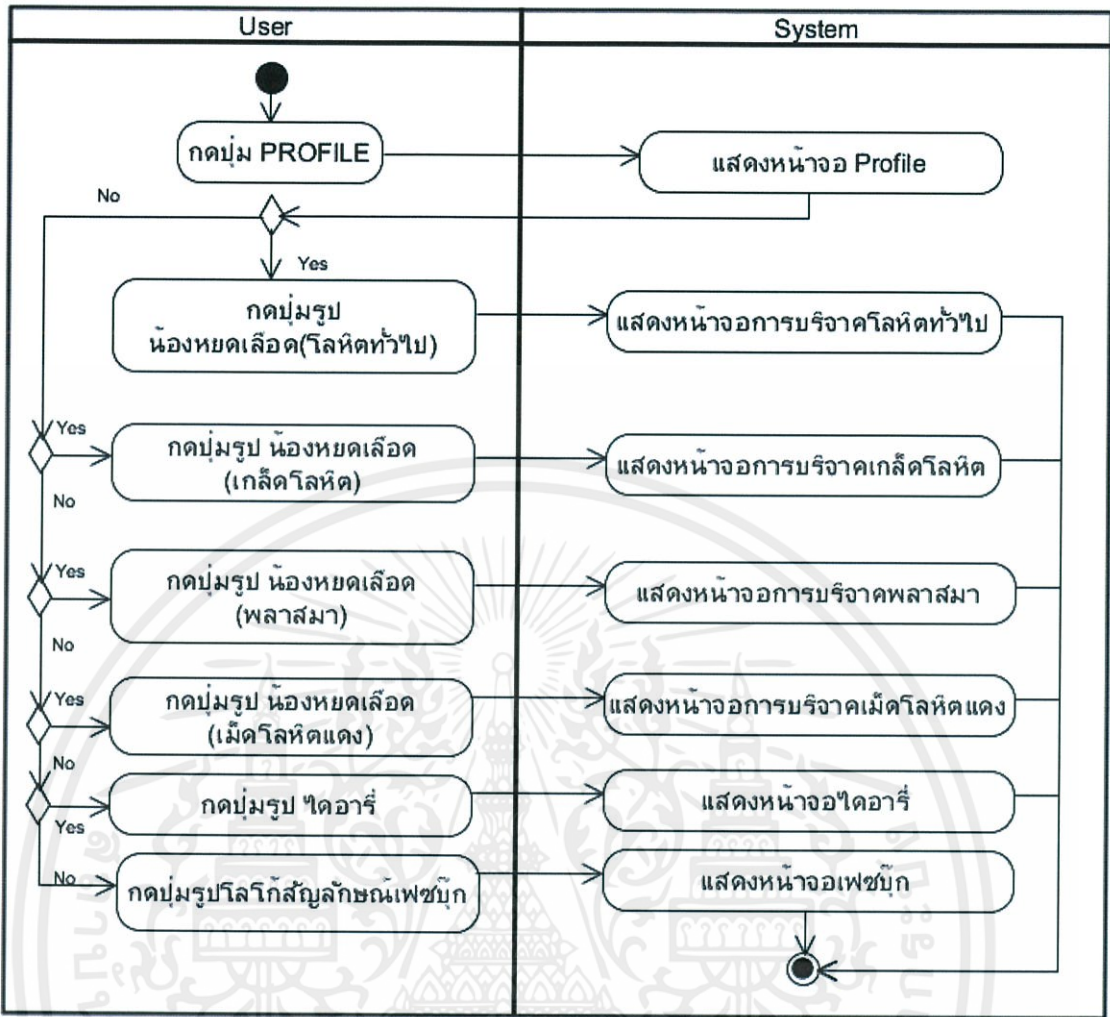 User
System
กดปุ่ม PROFILE
แสดงหน้าจอ Profile
No
Yes
กดปุ่มรูป
น้องหยดเลือด(โลหิตทั่วไป)
แสดงหน้าจอการบริจาคโลหิตทั่วไป
Yes
กดปุ่มรูป น้องหยดเลือด
(เกล็ดโลหิต)
แสดงหน้าจอการบริจาคเกล็ดโลหิต
No
Yes
กดปุ่มรูป น้องหยดเลือด
(พลาสมา)
แสดงหน้าจอการบริจาคพลาสมา
No
Yes
กดปุ่มรูป น้องหยดเลือด
(เม็ดโลหิตแดง)
แสดงหน้าจอการบริจาคเม็ดโลหิตแดง
No
กดปุ่มรูป ไดอารี่
แสดงหน้าจอไดอารี่
Yes
No
กดปุ่มรูปโลโก้สัญลักษณ์เฟซบุ๊ก
แสดงหน้าจอเฟซบุ๊ก